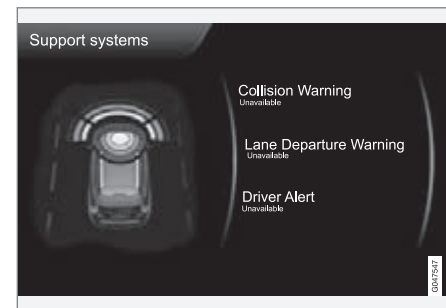 Support systems
Collision Warning
Unavailable
Lane Departure Warning
Unavailable
Driver Alert
Unavailable
G047547